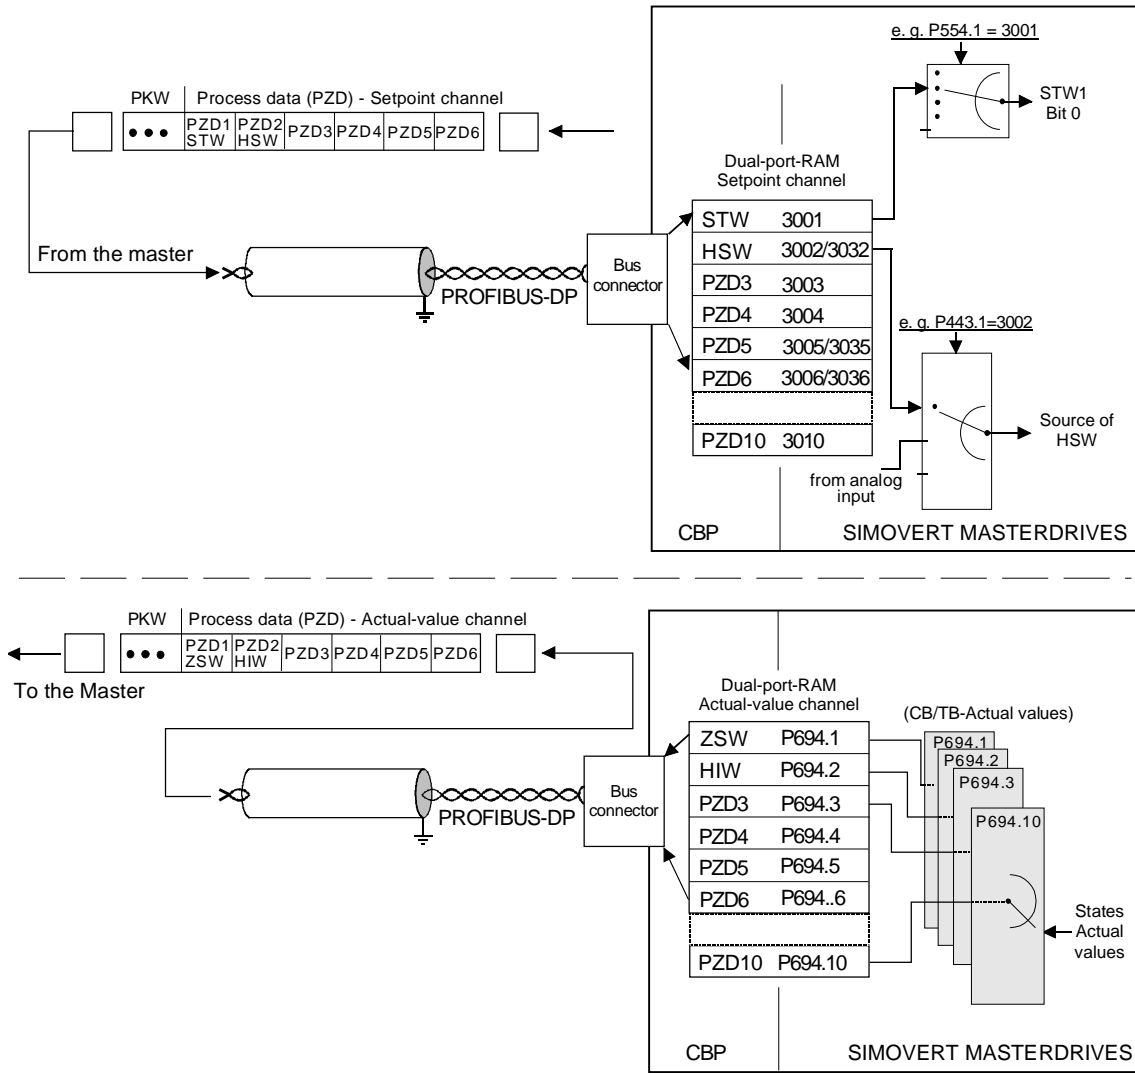 e. g. P554.1 = 3001
STW1
Bit 0
PKW Process data (PZD) - Setpoint channel
••• PZD1 STW PZD2 HSW PZD3 PZD4 PZD5 PZD6
From the master
PROFIBUS-DP
Bus
connector
Dual-port-RAM
Setpoint channel
STW 3001
HSW 3002/3032
PZD3 3003
PZD4 3004
PZD5 3005/3035
PZD6 3006/3036
PZD10 3010
e. g. P443.1=3002
Source of
HSW
from analog
input
CBP
SIMOVERT MASTERDRIVES
PKW Process data (PZD) - Actual-value channel
••• PZD1 ZSW PZD2 HIW PZD3 PZD4 PZD5 PZD6
To the Master
PROFIBUS-DP
Bus
connector
Dual-port-RAM
Actual-value channel
ZSW P694.1
HIW P694.2
PZD3 P694.3
PZD4 P694.4
PZD5 P694.5
PZD6 P694..6
PZD10 P694.10
(CB/TB-Actual values)
P694.1
P694.2
P694.3
P694.10
States
Actual
values
CBP
SIMOVERT MASTERDRIVES